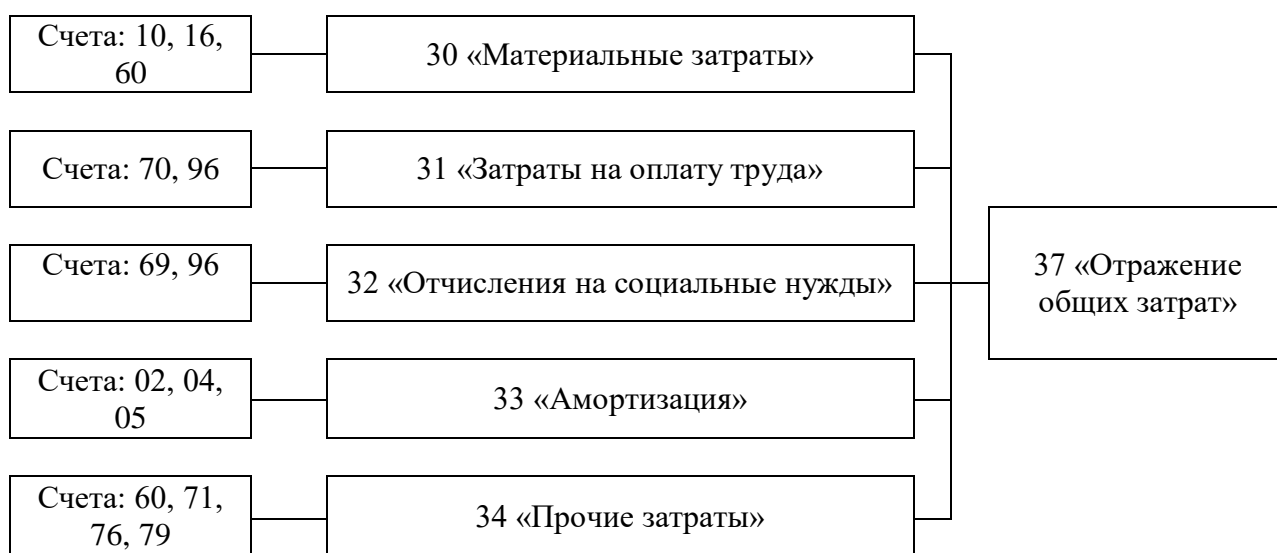 Счета: 10, 16,
60
30 «Материальные затраты»
Счета: 70, 96
31 «Затраты на оплату труда»
Счета: 69, 96
32 «Отчисления на социальные нужды»
37 «Отражение
общих затрат»
Счета: 02, 04,
05
33 «Амортизация»
Счета: 60, 71,
76, 79
34 «Прочие затраты»